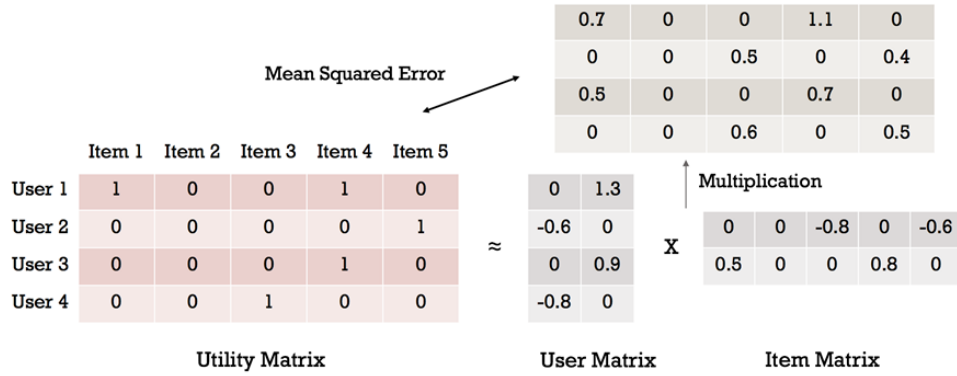 0.7 0 0 1.1 0
0 0 0.5 0 0.4
Mean Squared Error
0.5 0 0 0.7 0
0 0 0.6 0 0.5
Item 1 Item 2 Item 3 Item 4 Item 5
User 1 1 0 0 1 0
User 2 0 0 0 0 1
User 3 0 0 0 1 0
User 4 0 0 1 0 0
≈
0 1.3
-0.6 0
0 0.9
-0.8 0
X
Multiplication
0 0 -0.8 0 -0.6
0.5 0 0 0.8 0
Utility Matrix User Matrix Item Matrix